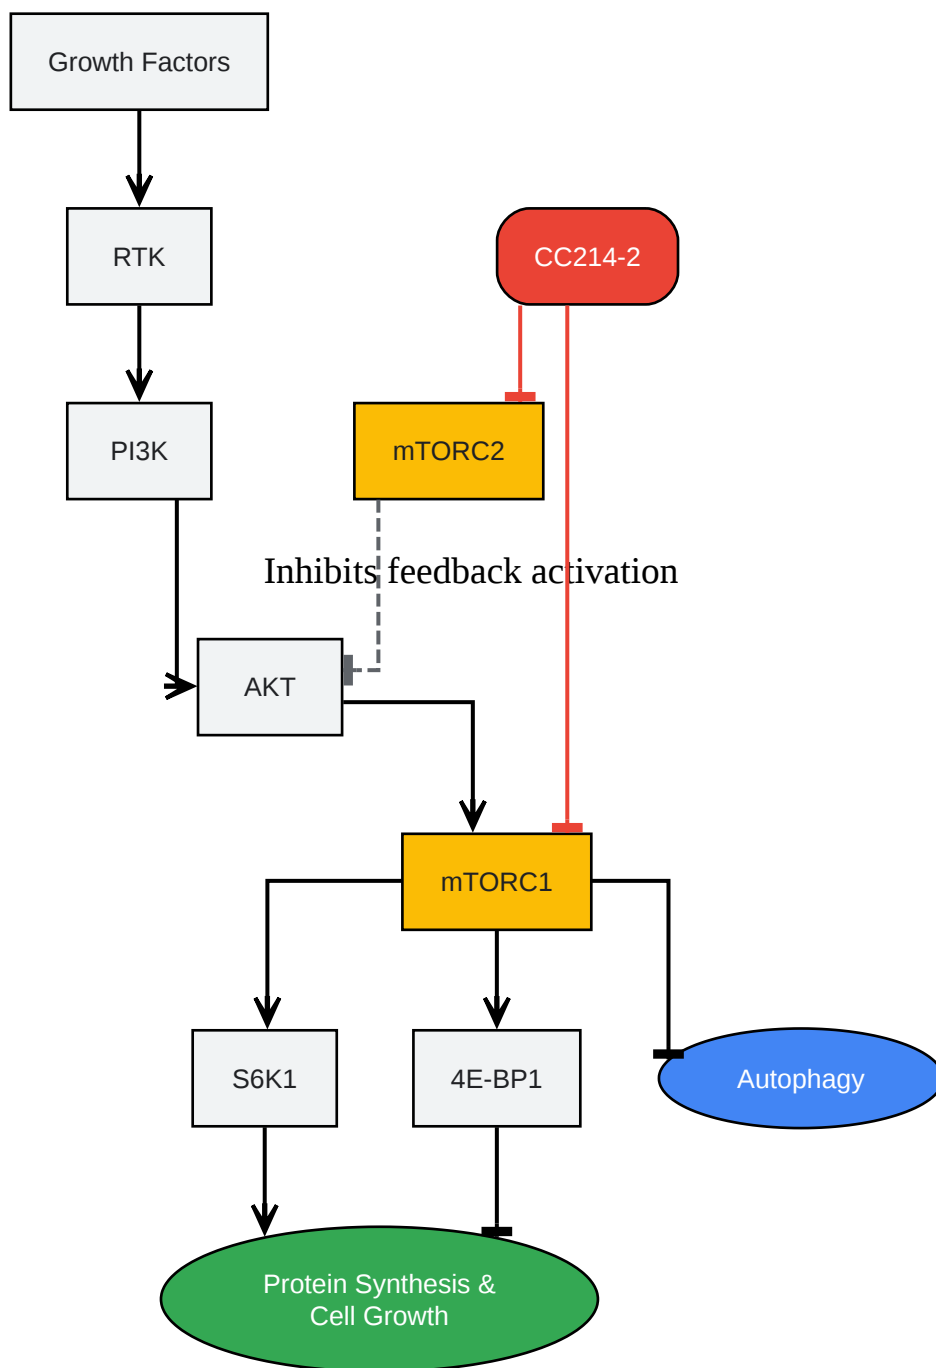 Growth Factors
RTK
CC214-2
PI3K
mTORC2
Inhibits feedback activation
AKT
mTORC1
S6K1
4E-BP1
Autophagy
Protein Synthesis &
Cell Growth